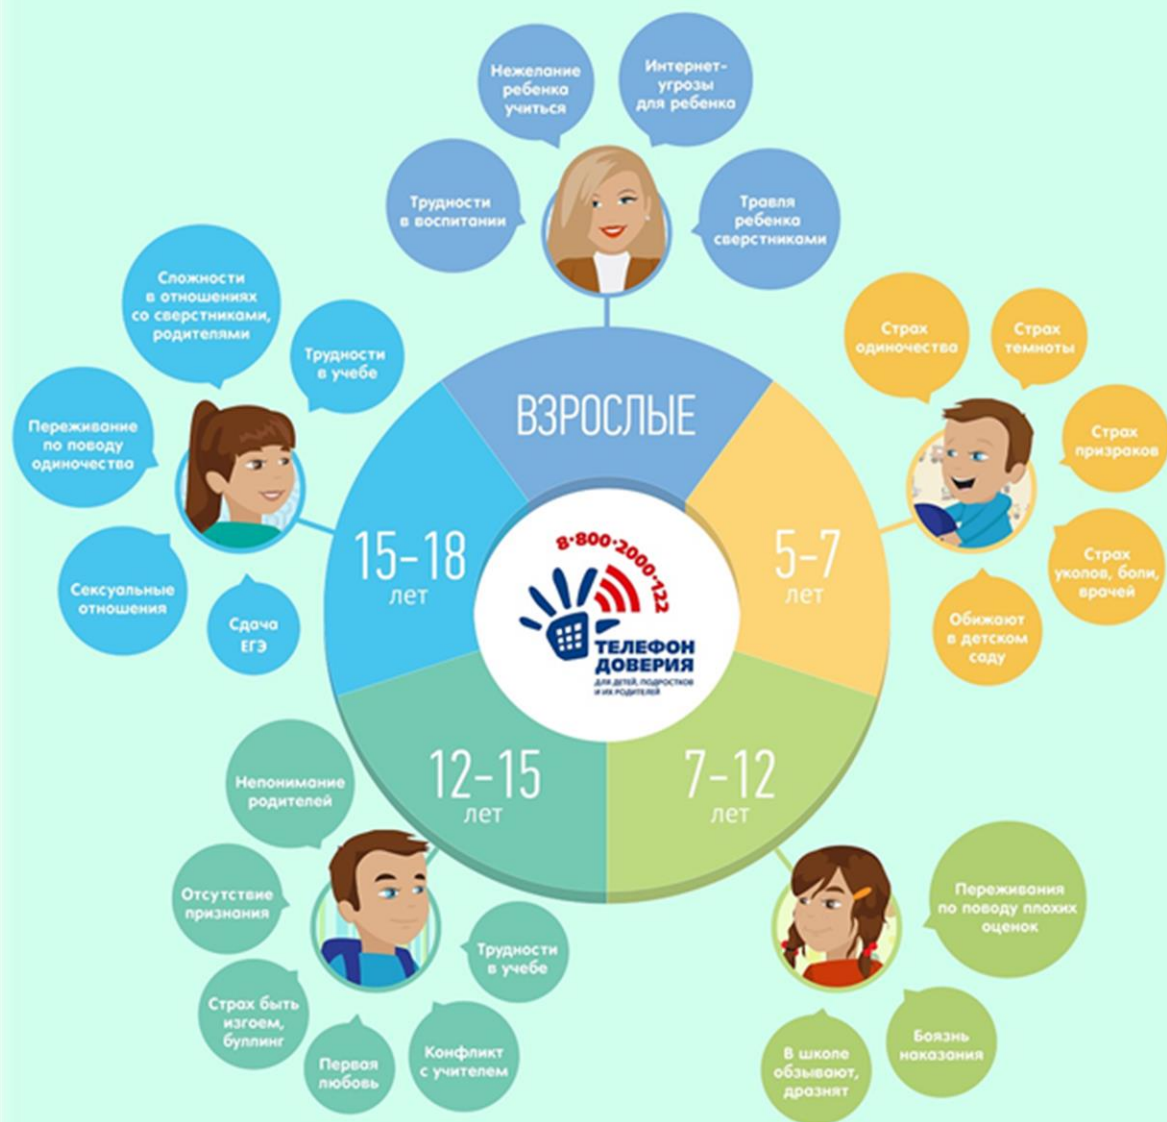 Нежелание
ребенка
учиться
Интернет-
угрозы
для ребенка
Трудности
в воспитании
Травля
ребенка
сверстниками
ВЗРОСЛЫЕ
Сложности
в отношениях
со сверстниками,
родителями
Трудности
в учебе
Переживание
по поводу
одиночества
Сексуальные
отношения
Сдача
ЕГЭ
15–18
лет
Страх
одиночества
Страх
темноты
Страх
призраков
Страх
уколов, боли,
врачей
Обижают
в детском
саду
5–7
лет
8·800·2000·122
ТЕЛЕФОН
ДОВЕРИЯ
ДЛЯ ДЕТЕЙ, ПОДРОСТКОВ
И ИХ РОДИТЕЛЕЙ
12–15
лет
7–12
лет
Непонимание
родителей
Отсутствие
признания
Страх быть
изгоем,
буллинг
Первая
любовь
Конфликт
с учителем
Трудности
в учебе
Переживания
по поводу плохих
оценок
Боязнь
наказания
В школе
обзывают,
дразнят